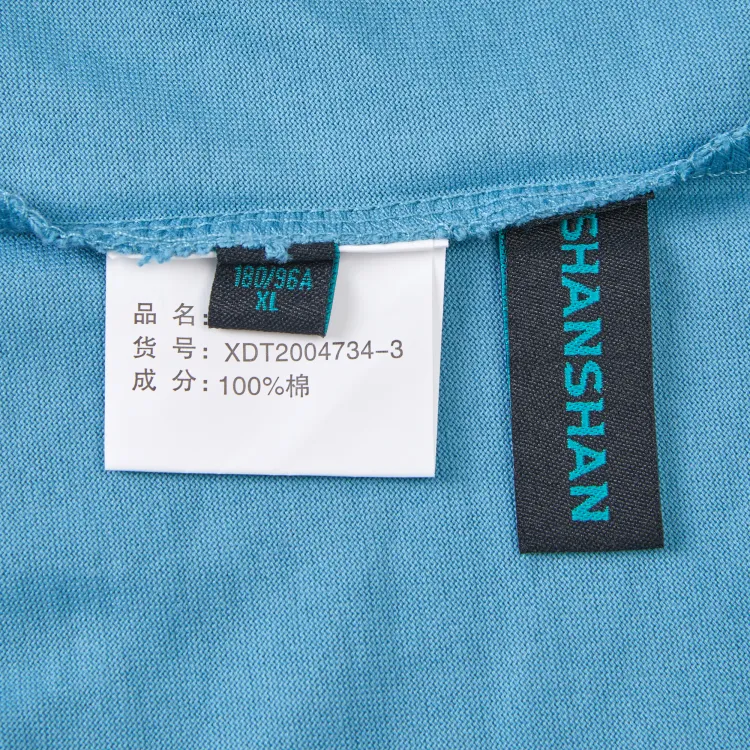 180/96A
XL
品 名:
货 号: XDT2004734-3
成 分: 100%棉
SHANSHAN